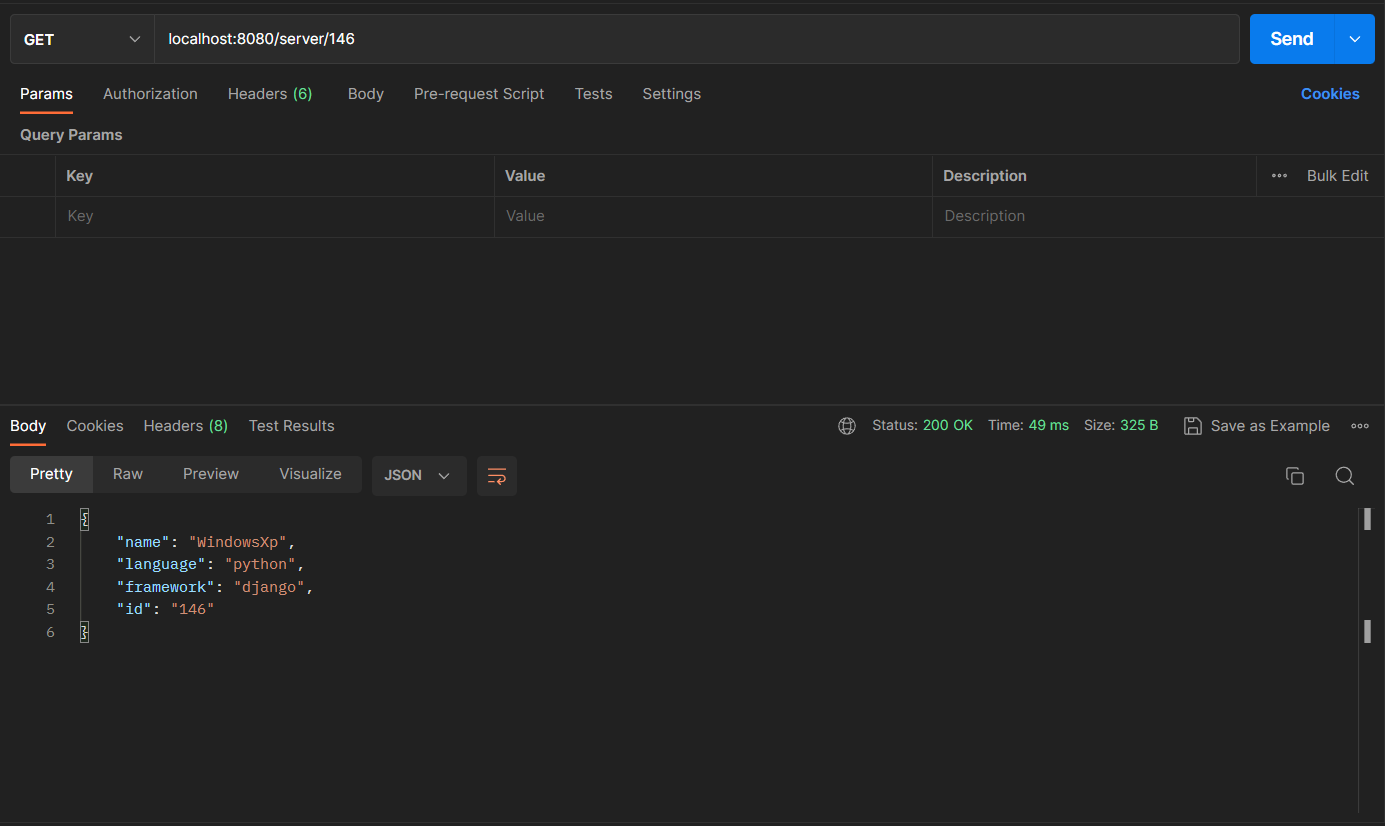 GET localhost:8080/server/146 Send
Params Authorization Headers (6) Body Pre-request Script Tests Settings Cookies
Query Params
Key Value Description Bulk Edit
Key Value Description
Body Cookies Headers (8) Test Results Status: 200 OK Time: 49 ms Size: 325 B Save as Example
Pretty Raw Preview Visualize JSON
1 {
2 "name": "WindowsXp",
3 "language": "python",
4 "framework": "django",
5 "id": "146"
6 }